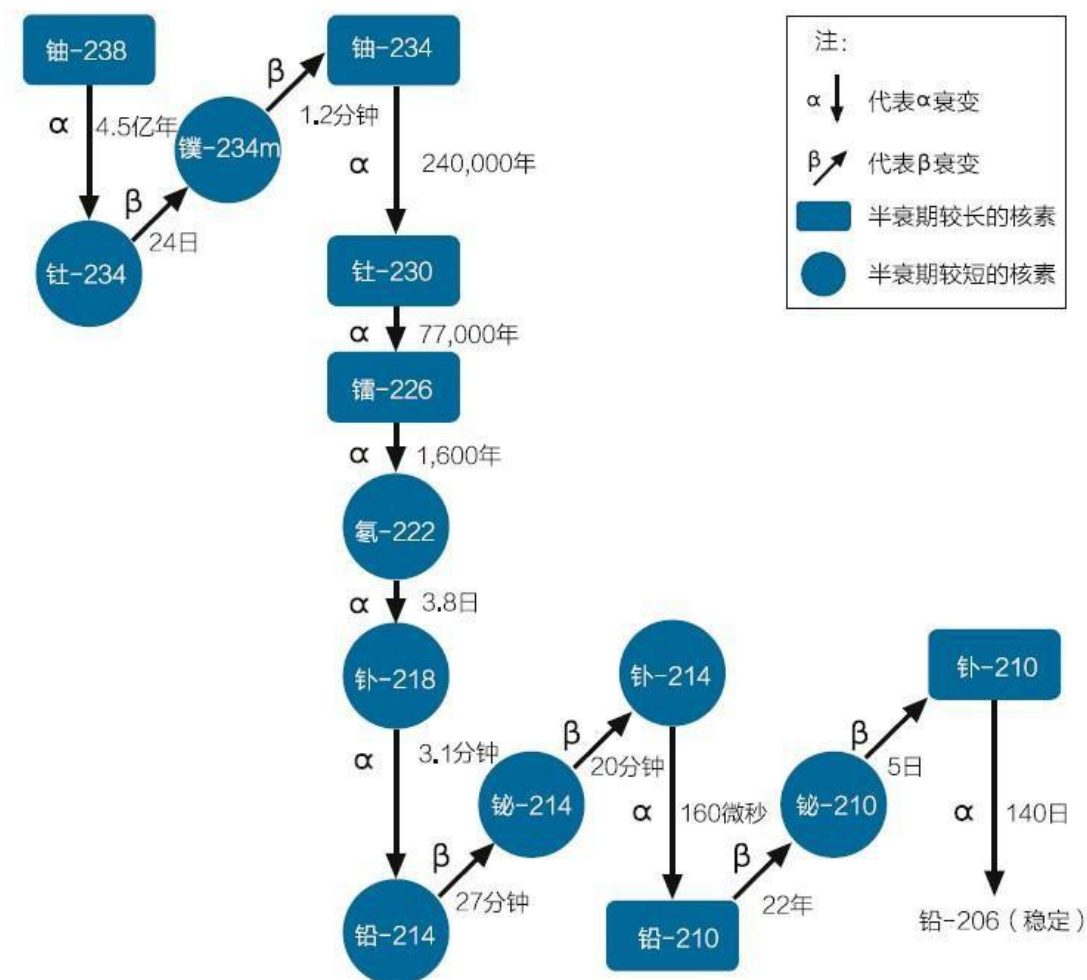 铀-238
α
4.5亿年
钍-234
β
24日
镤-234m
β
1.2分钟
铀-234
α
240,000年
钍-230
α
77,000年
镭-226
α
1,600年
氡-222
α
3.8日
钋-218
α
3.1分钟
铅-214
β
27分钟
铋-214
β
20分钟
钋-214
α
160微秒
铅-210
β
22年
铋-210
β
5日
钋-210
α
140日
铅-206（稳定）
注：
α
代表α衰变
β
代表β衰变
半衰期较长的核素
半衰期较短的核素